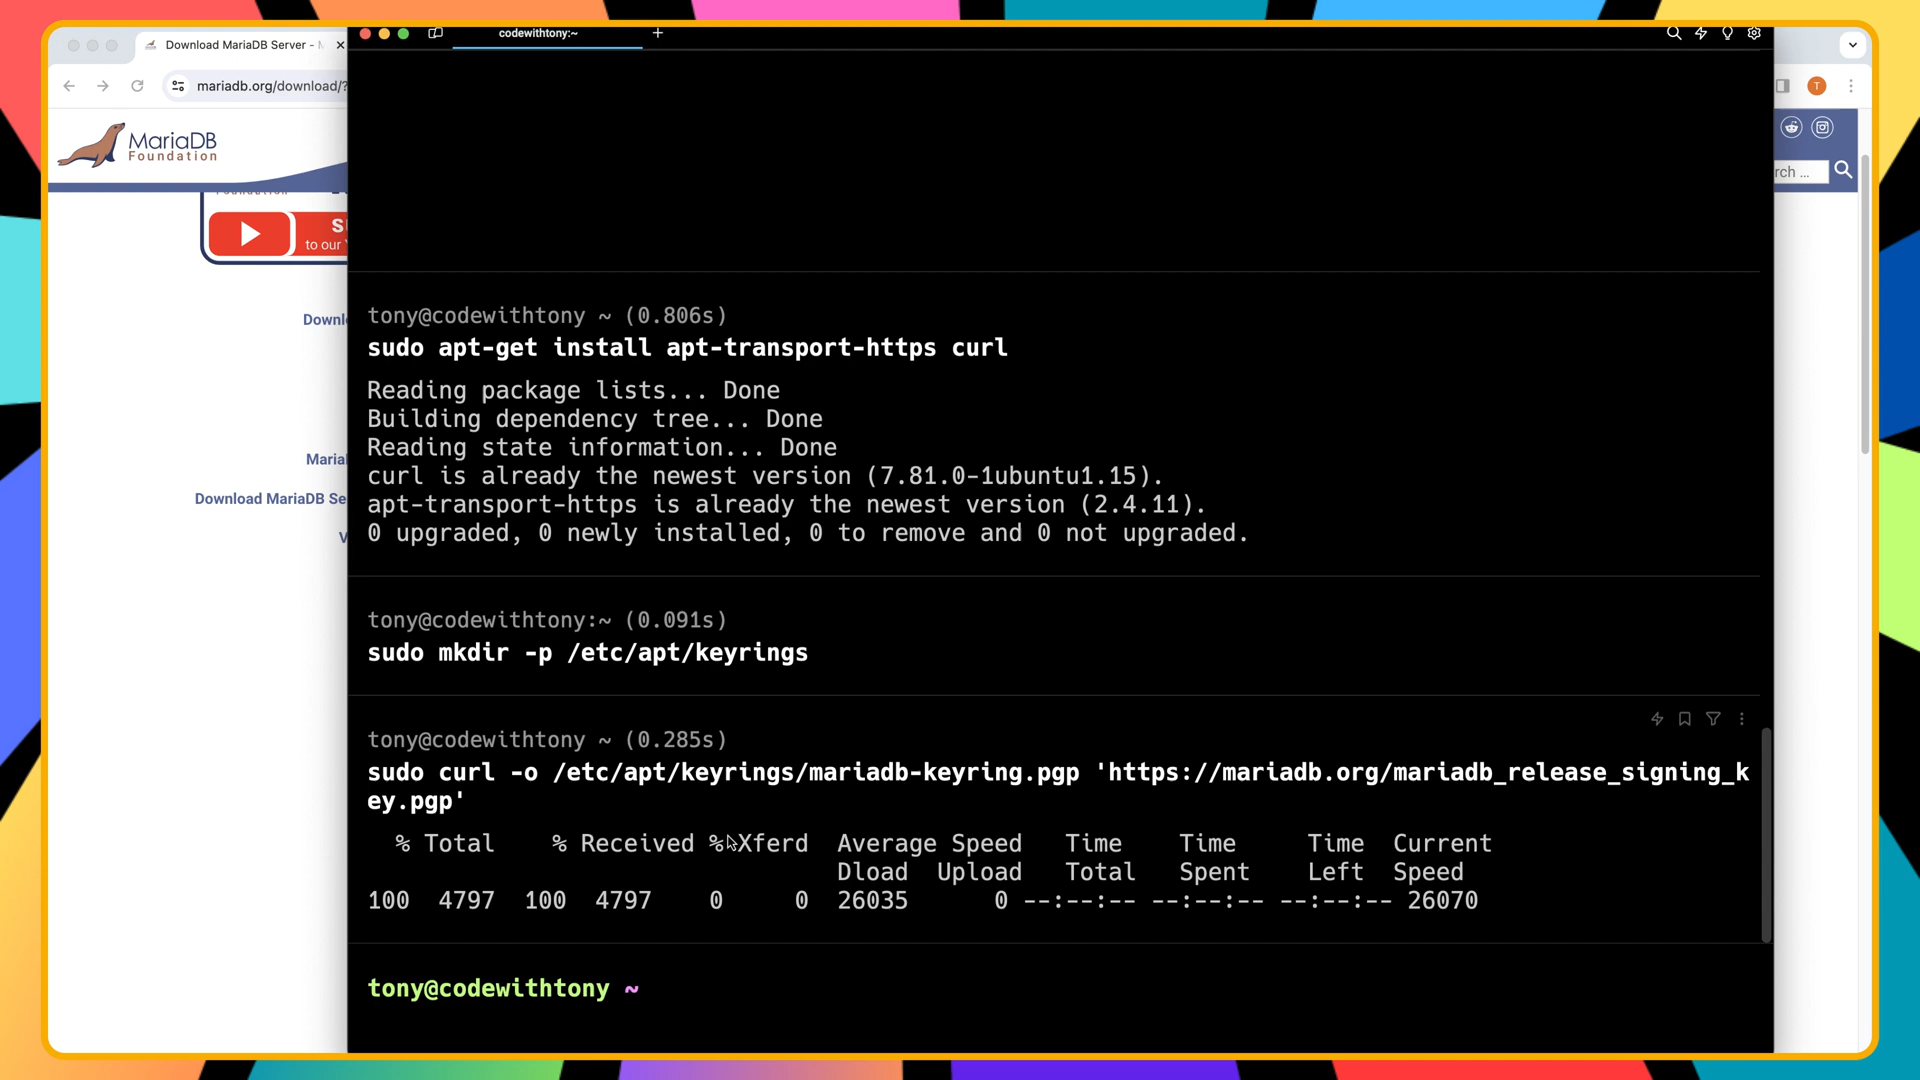 Download MariaDB Server - M
codewithtony:~
mariadb.org/download/?
T
MariaDB
Foundation
rch ...
to our
Downl
Maria
Download MariaDB Se
V
tony@codewithtony ~ (0.806s)
sudo apt-get install apt-transport-https curl
Reading package lists... Done
Building dependency tree... Done
Reading state information... Done
curl is already the newest version (7.81.0-1ubuntu1.15).
apt-transport-https is already the newest version (2.4.11).
0 upgraded, 0 newly installed, 0 to remove and 0 not upgraded.
tony@codewithtony:~ (0.091s)
sudo mkdir -p /etc/apt/keyrings
tony@codewithtony ~ (0.285s)
sudo curl -o /etc/apt/keyrings/mariadb-keyring.pgp 'https://mariadb.org/mariadb_release_signing_k
ey.pgp'
% Total % Received % Xferd Average Speed Time Time Time Current
Dload Upload Total Spent Left Speed
100 4797 100 4797 0 0 26035 0 --:--:-- --:--:-- --:--:-- 26070
tony@codewithtony ~